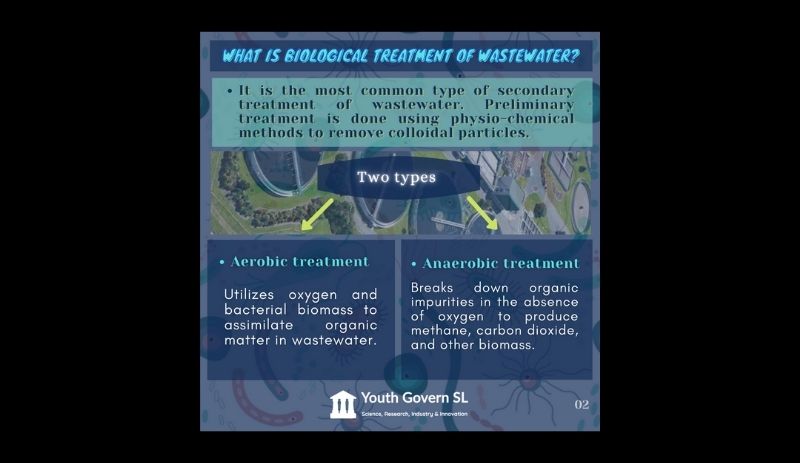 WHAT IS BIOLOGICAL TREATMENT OF WASTEWATER?
• It is the most common type of secondary
treatment of wastewater. Preliminary
treatment is done using physio-chemical
methods to remove colloidal particles.
Two types
• Aerobic treatment
Utilizes oxygen and
bacterial biomass to
assimilate organic
matter in wastewater.
• Anaerobic treatment
Breaks down organic
impurities in the absence
of oxygen to produce
methane, carbon dioxide,
and other biomass.
Youth Govern SL
Science, Research, Industry & Innovation
02